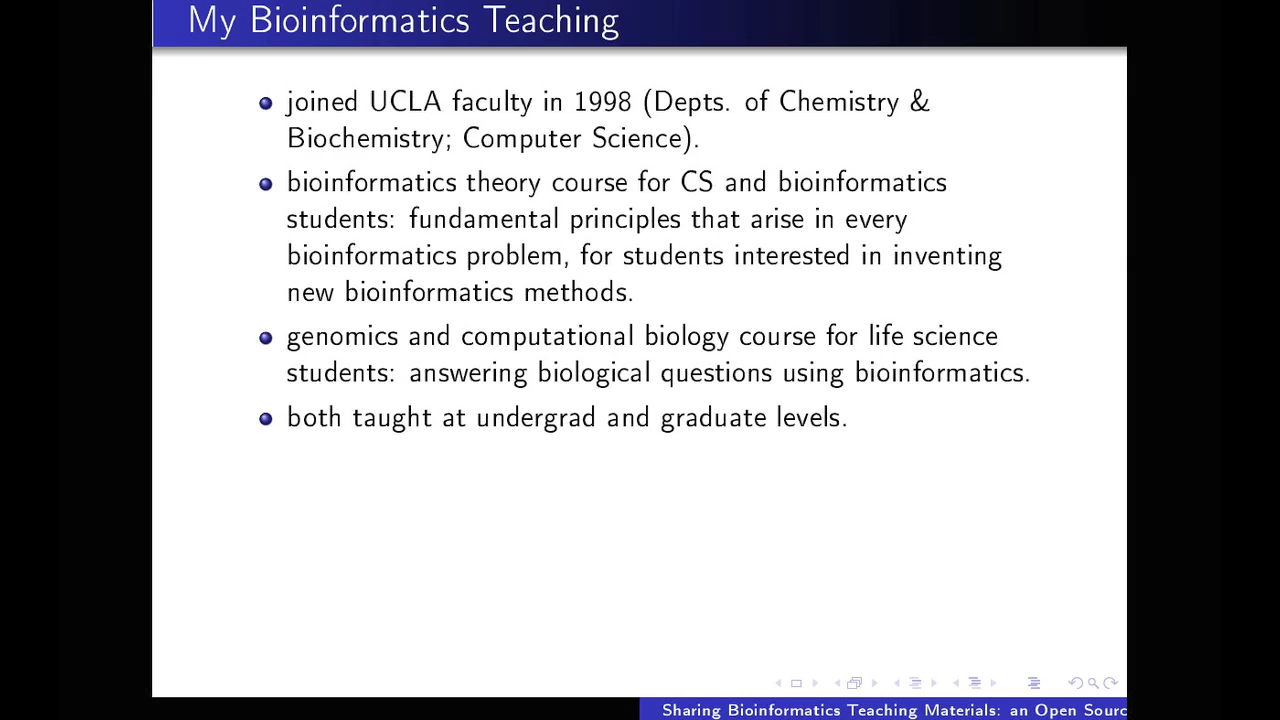 My Bioinformatics Teaching
joined UCLA faculty in 1998 (Depts. of Chemistry &
Biochemistry; Computer Science).
bioinformatics theory course for CS and bioinformatics
students: fundamental principles that arise in every
bioinformatics problem, for students interested in inventing
new bioinformatics methods.
genomics and computational biology course for life science
students: answering biological questions using bioinformatics.
both taught at undergrad and graduate levels.
Sharing Bioinformatics Teaching Materials: an Open Sourc